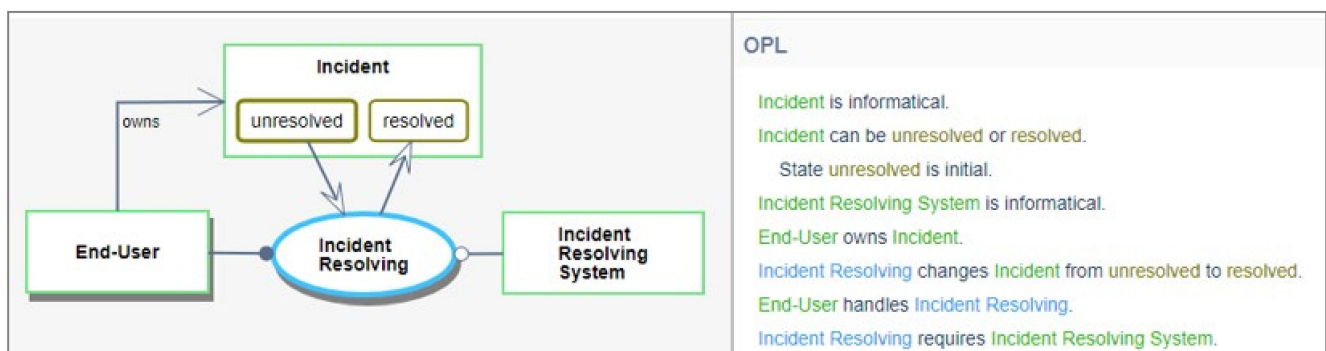 Incident
unresolved
resolved
owns
End-User
Incident
Resolving
Incident
Resolving
System
OPL
Incident is informatical.
Incident can be unresolved or resolved.
State unresolved is initial.
Incident Resolving System is informatical.
End-User owns Incident.
Incident Resolving changes Incident from unresolved to resolved.
End-User handles Incident Resolving.
Incident Resolving requires Incident Resolving System.